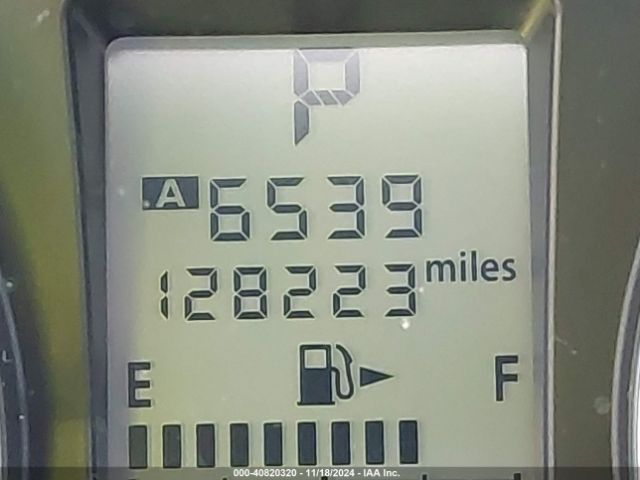 P
A 6539
128223 miles
E F
000-40820320 - 11/18/2024 - IAA Inc.